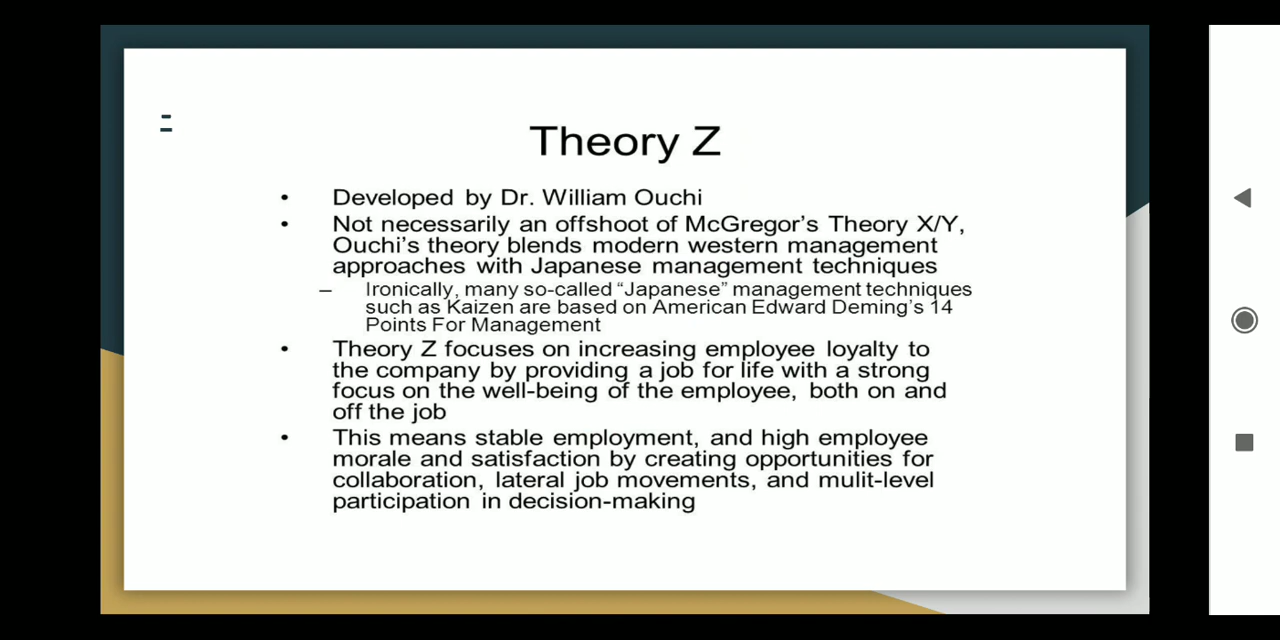 Theory Z
• Developed by Dr. William Ouchi
• Not necessarily an offshoot of McGregor's Theory X/Y,
Ouchi's theory blends modern western management
approaches with Japanese management techniques
– Ironically, many so-called “Japanese” management techniques
such as Kaizen are based on American Edward Deming's 14
Points For Management
• Theory Z focuses on increasing employee loyalty to
the company by providing a job for life with a strong
focus on the well-being of the employee, both on and
off the job
• This means stable employment, and high employee
morale and satisfaction by creating opportunities for
collaboration, lateral job movements, and mulit-level
participation in decision-making